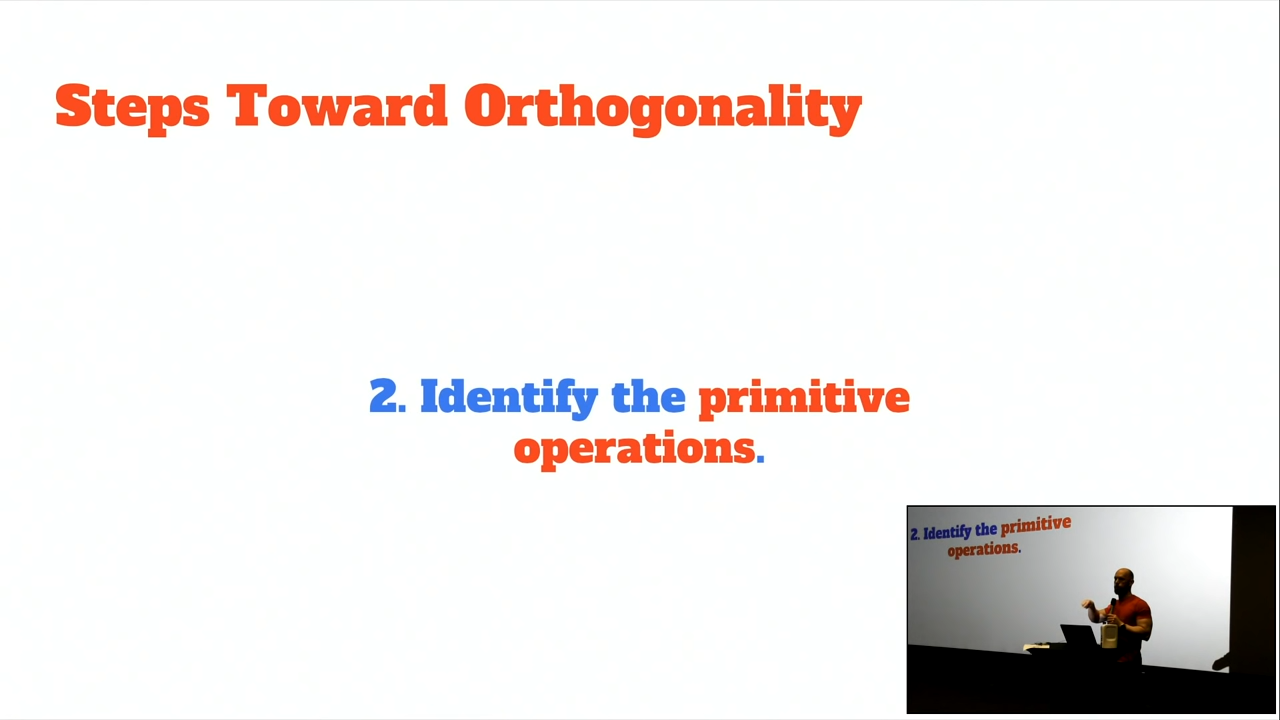 Steps Toward Orthogonality
2. Identify the primitive
operations.
2. Identify the primitive
operations.